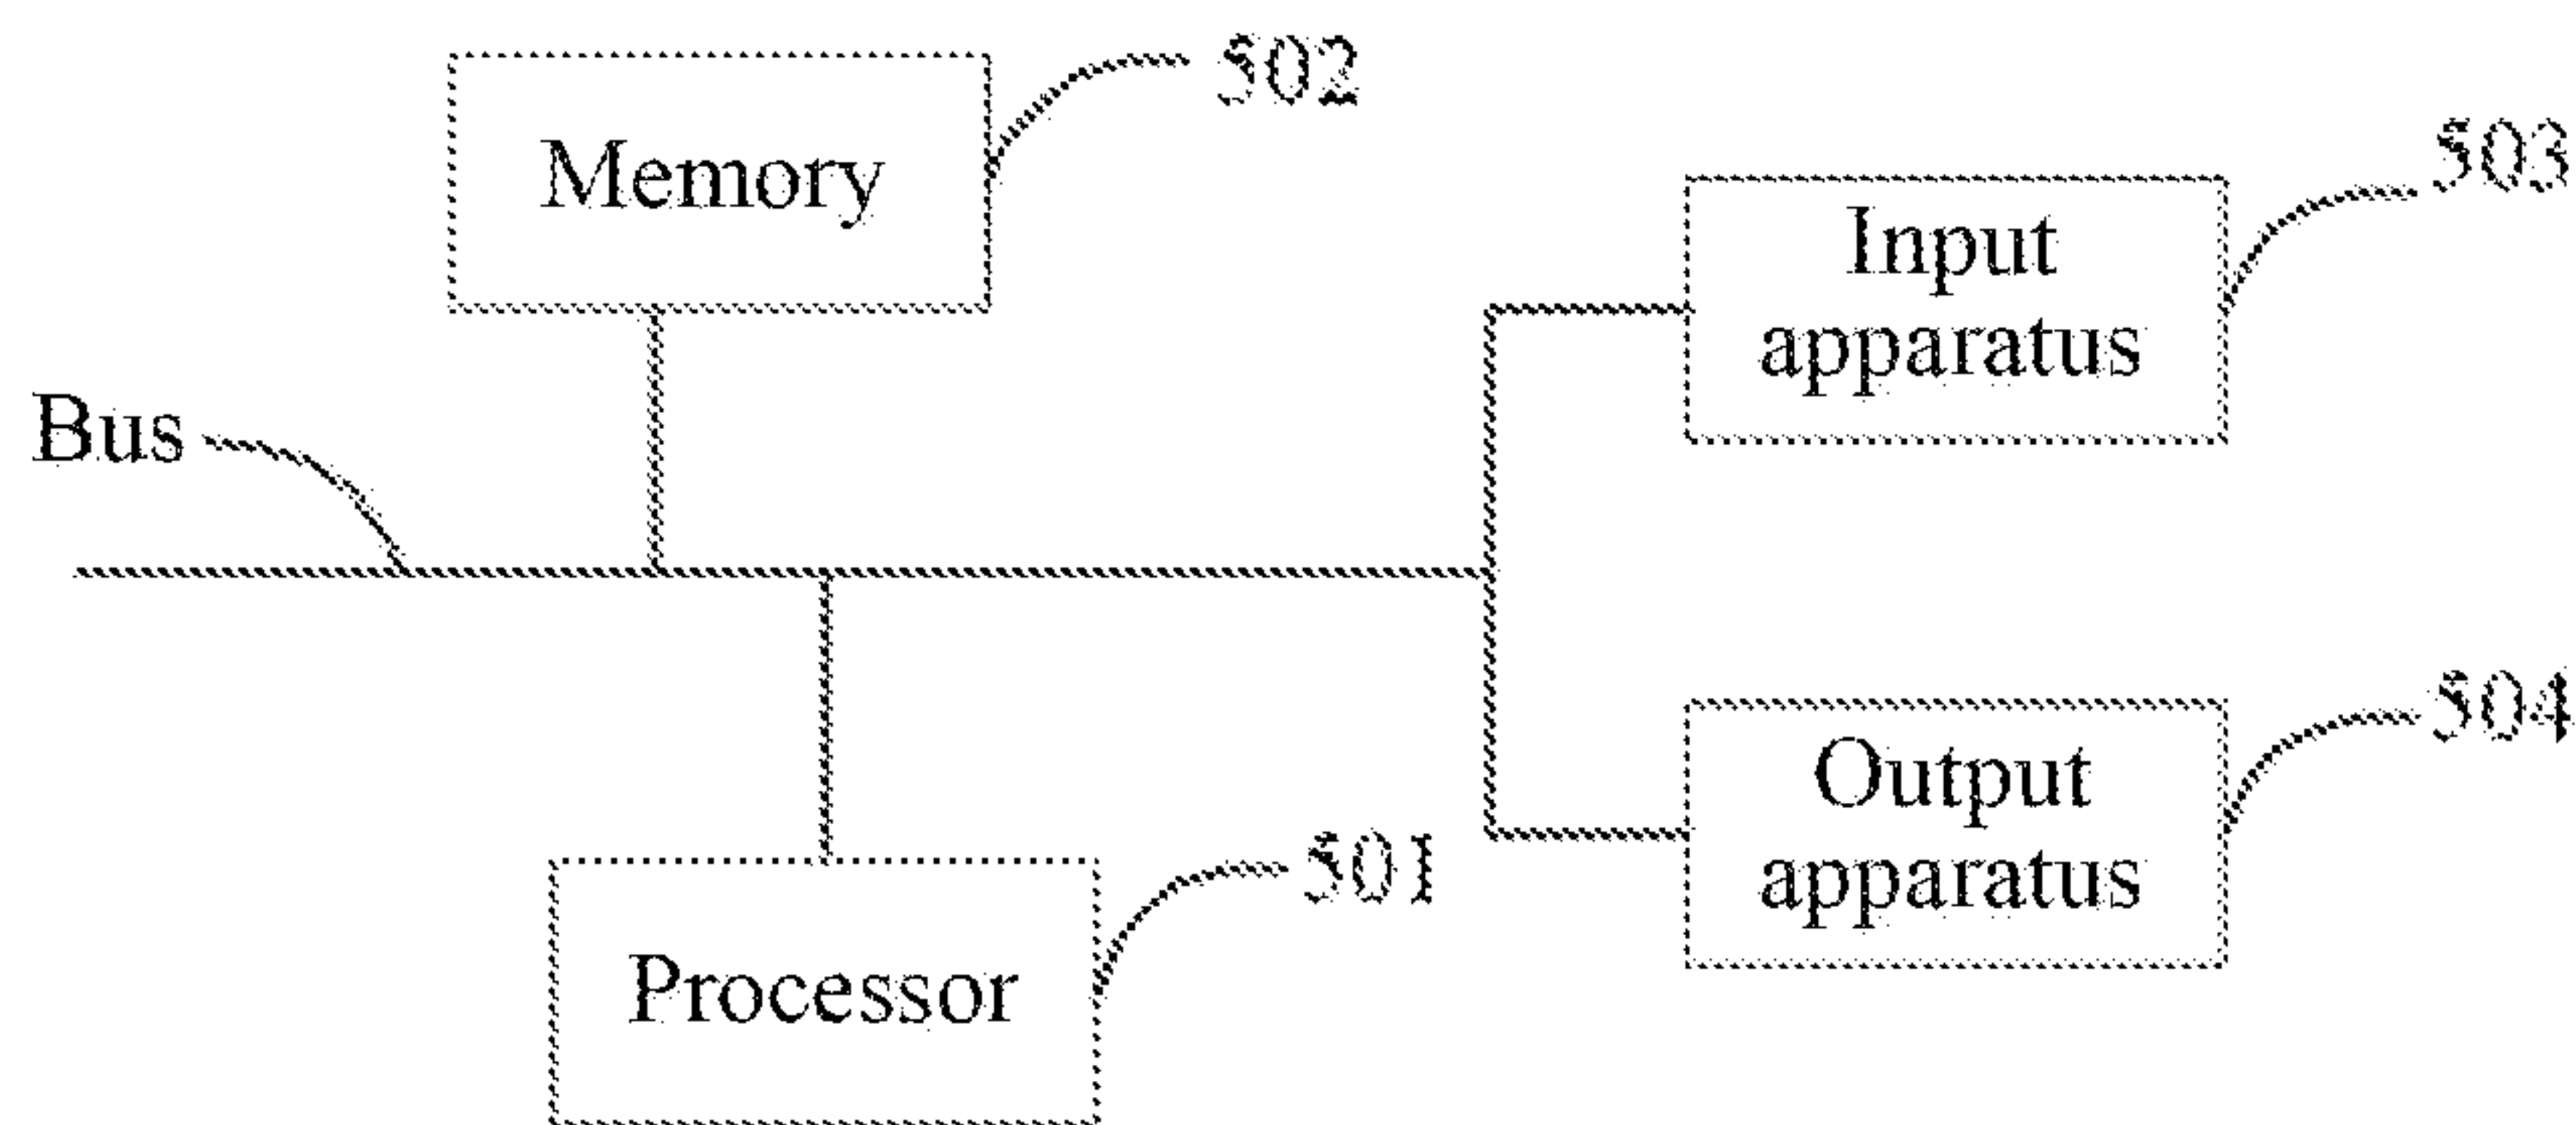 502
Memory
503
Input
apparatus
Bus
504
Output
apparatus
501
Processor